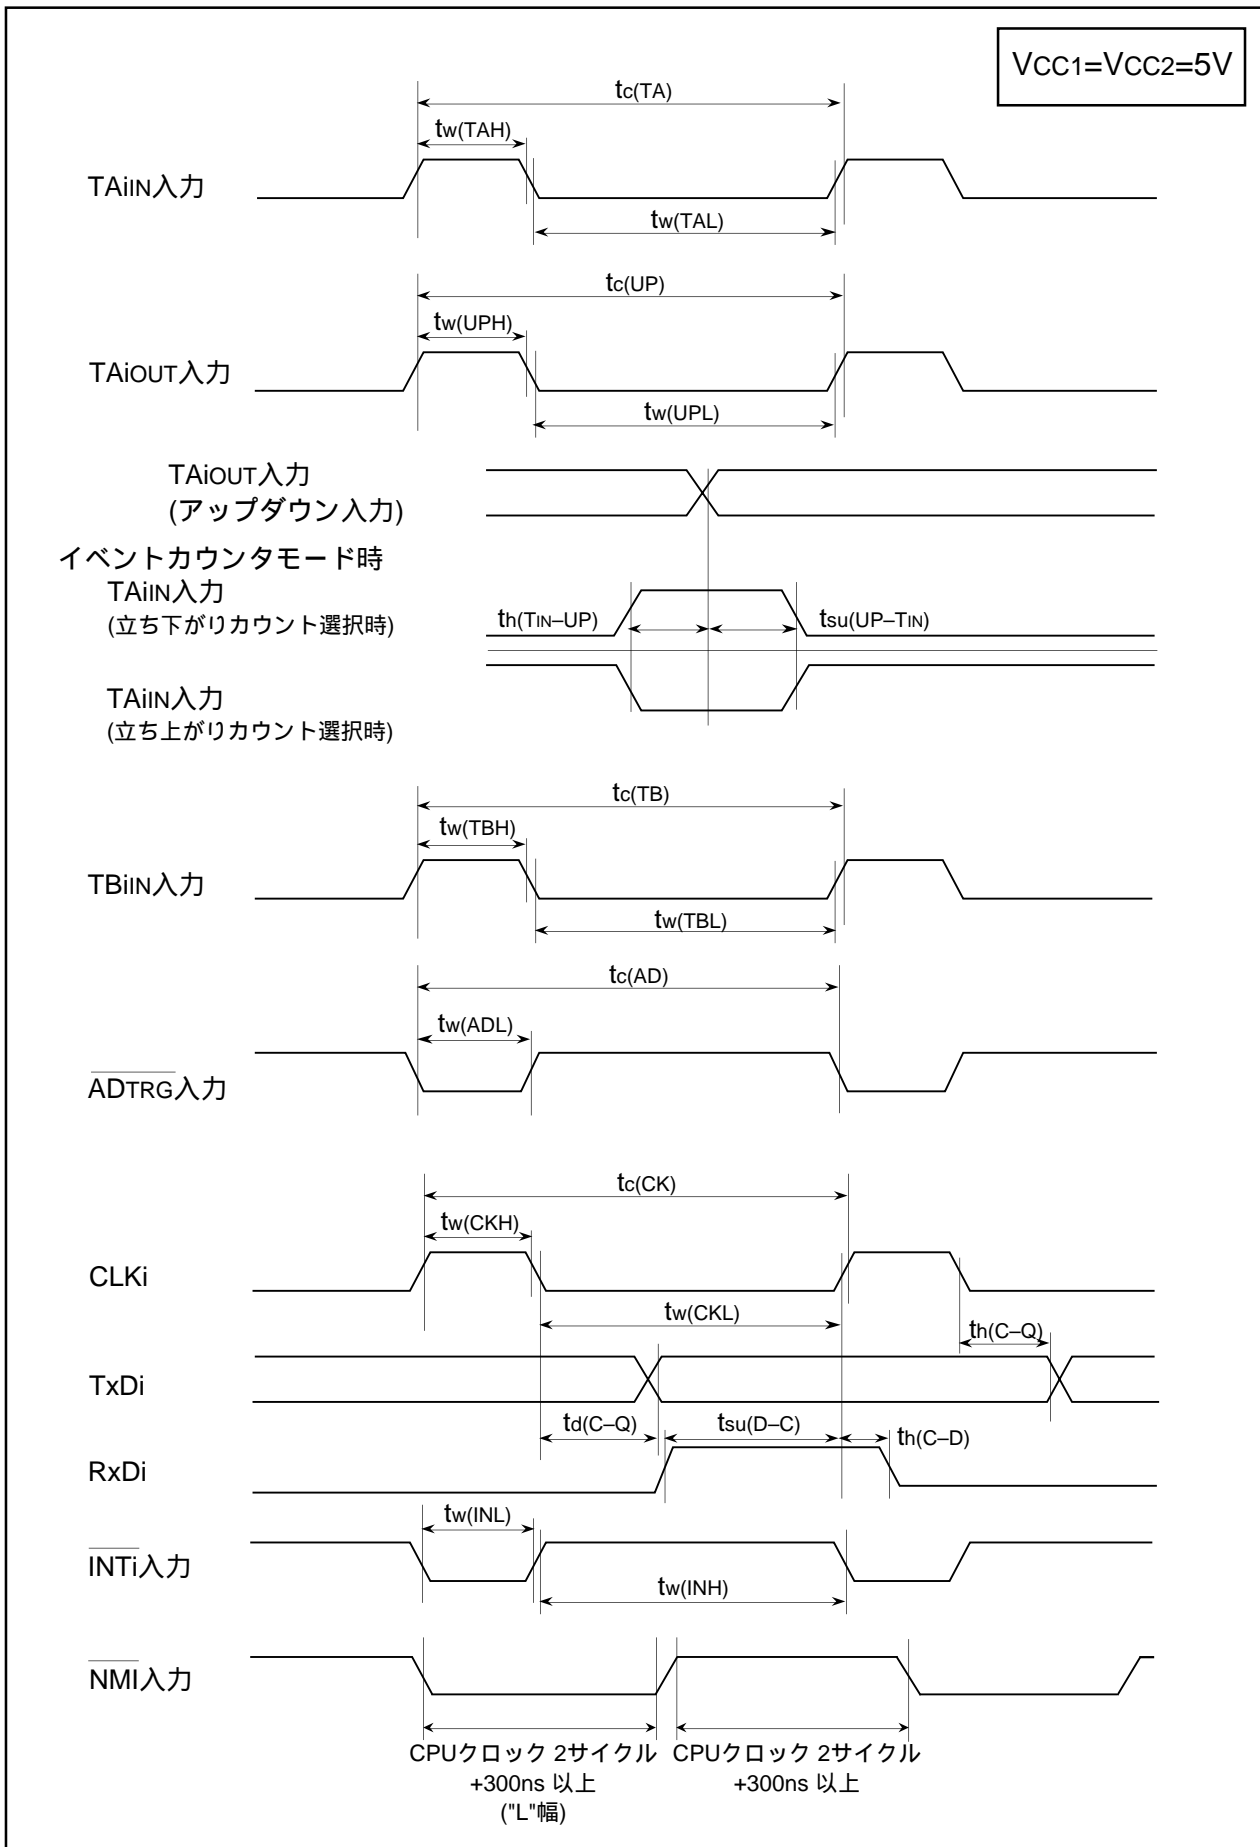 VCC1=VCC2=5V
tc(TA)
tw(TAH)
TAiIN入力
tw(TAL)
tc(UP)
tw(UPH)
TAiOUT入力
tw(UPL)
TAiOUT入力
(アップダウン入力)
イベントカウンタモード時
TAiIN入力
(立ち下がりカウント選択時)
th(TIN–UP)
tsu(UP–TIN)
TAiIN入力
(立ち上がりカウント選択時)
tc(TB)
tw(TBH)
TBiIN入力
tw(TBL)
tc(AD)
tw(ADL)
ADTRG入力
tc(CK)
tw(CKH)
CLKi
tw(CKL)
th(C–Q)
TxDi
td(C–Q)
tsu(D–C)
th(C–D)
RxDi
tw(INL)
INTi入力
tw(INH)
NMI入力
CPUクロック 2サイクル
+300ns 以上
("L"幅)
CPUクロック 2サイクル
+300ns 以上